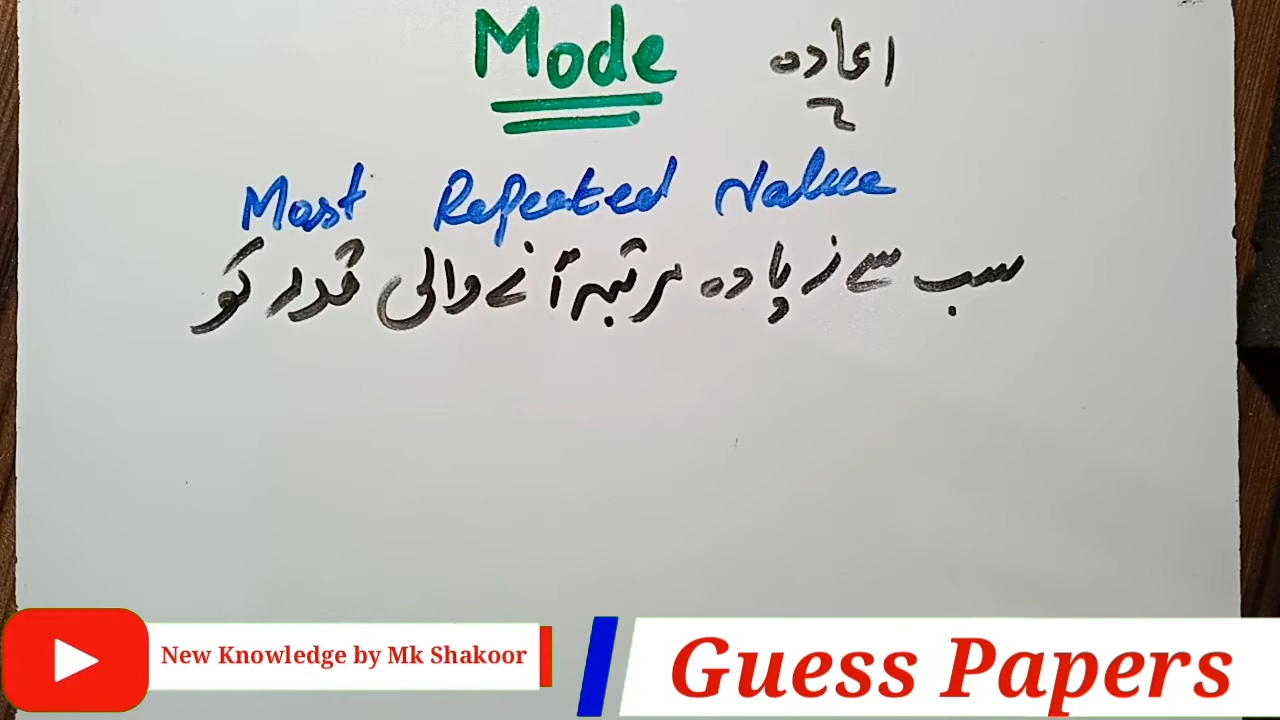 Mode اعادہ
Most Repeated Value
سب سے زیادہ مرتبہ آنے والی قدر کو
New Knowledge by Mk Shakoor
Guess Papers